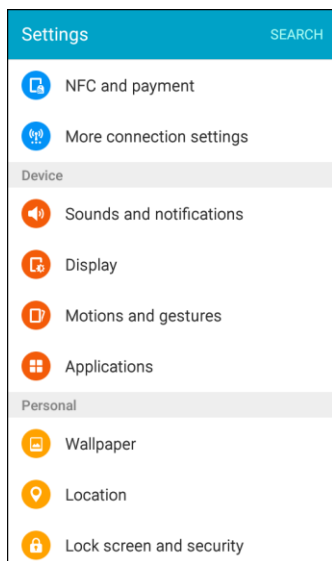 Settings SEARCH
NFC and payment
More connection settings
Device
Sounds and notifications
Display
Motions and gestures
Applications
Personal
Wallpaper
Location
Lock screen and security